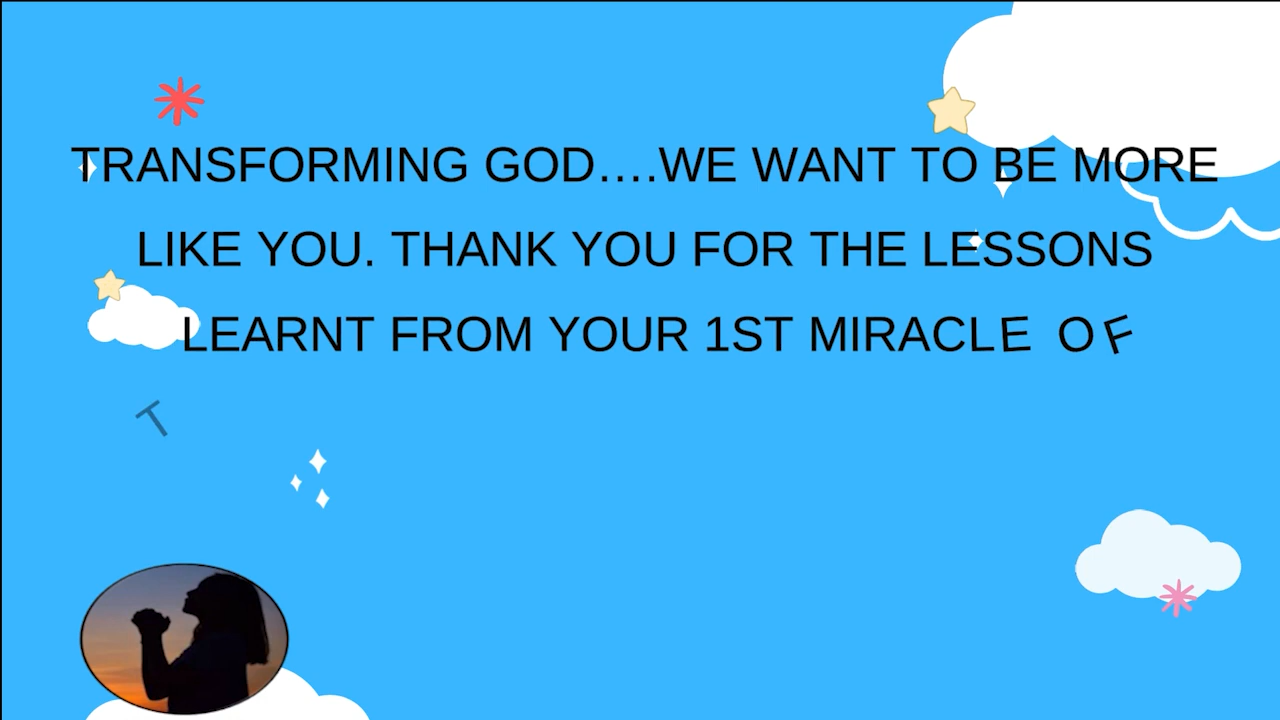 TRANSFORMING GOD....WE WANT TO BE MORE
LIKE YOU. THANK YOU FOR THE LESSONS
LEARNT FROM YOUR 1ST MIRACLE OF
T